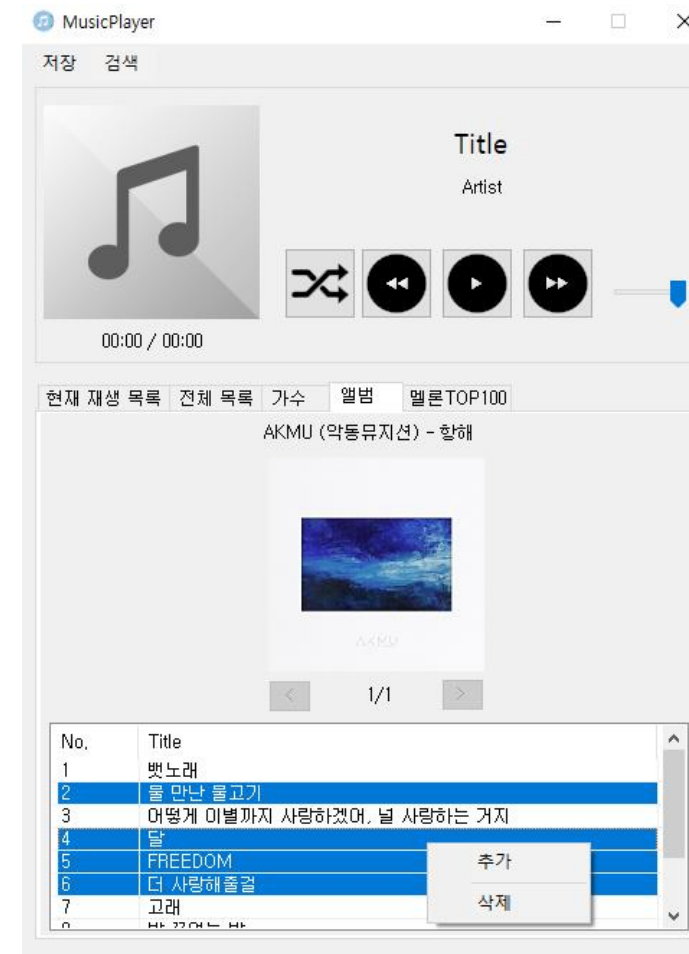 MusicPlayer
저장 검색
Title
Artist
00:00 / 00:00
현재 재생 목록 전체 목록 가수 앨범 멜론TOP100
AKMU (악동뮤지션) - 항해
AKMU
< 1/1 >
No. Title
1 뱃노래
2 물 만난 물고기
3 어떻게 이별까지 사랑하겠어, 널 사랑하는 거지
4 달
5 FREEDOM
6 더 사랑해줄걸
7 고래
추가
삭제